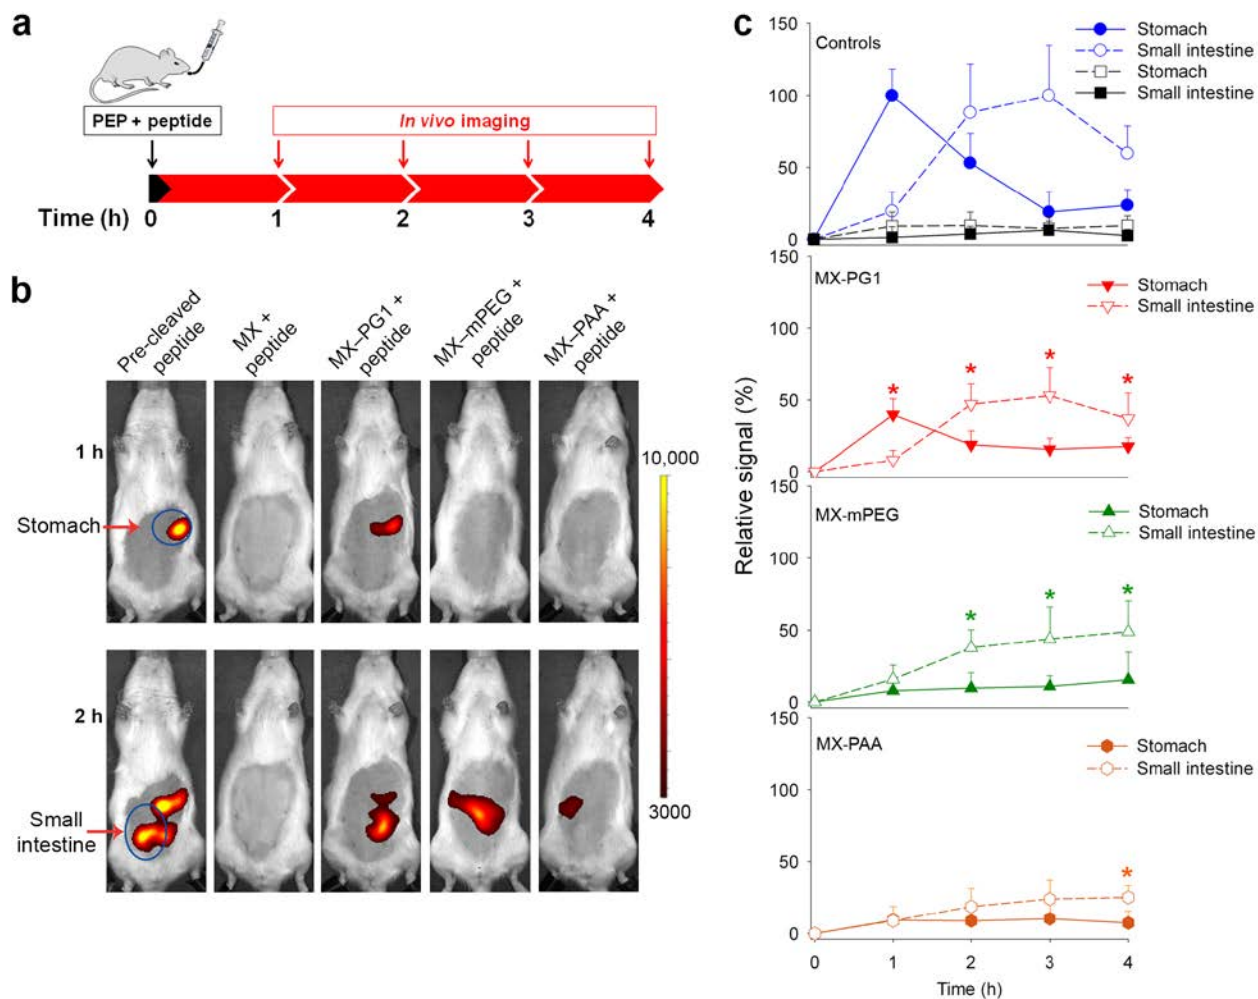 a
PEP + peptide
In vivo imaging
Time (h)
0
1
2
3
4
b
Pre-cleaved
peptide
MX +
peptide
MX–PG1 +
peptide
MX–mPEG +
peptide
MX–PAA +
peptide
1 h
Stomach
2 h
Small
intestine
10,000
3000
c
Relative signal (%)
150
100
50
0
Controls
Stomach
Small intestine
Stomach
Small intestine
150
100
50
0
MX-PG1
Stomach
Small intestine
* * * *
150
100
50
0
MX-mPEG
Stomach
Small intestine
* * *
150
100
50
0
MX-PAA
Stomach
Small intestine
*
0 1 2 3 4
Time (h)